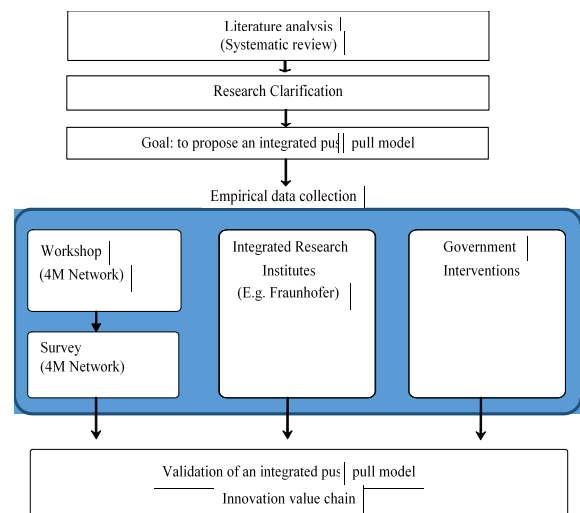 Literature analysis
(Systematic review)
Research Clarification
Goal: to propose an integrated pus pull model
Empirical data collection
Workshop
(4M Network)
Survey
(4M Network)
Integrated Research
Institutes
(E.g. Fraunhofer)
Government
Interventions
Validation of an integrated pus pull model
Innovation value chain